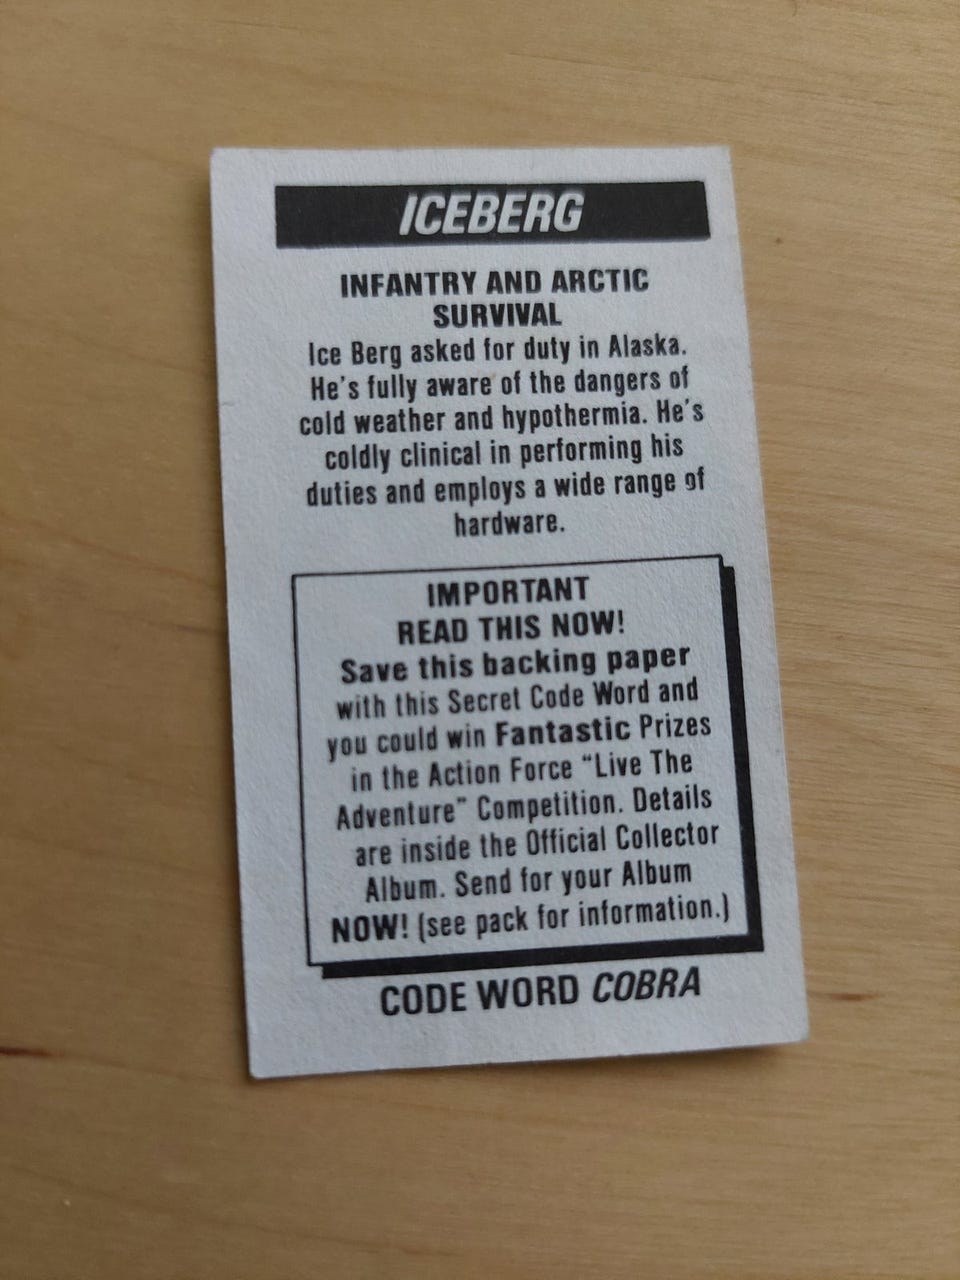 ICEBERG
INFANTRY AND ARCTIC
SURVIVAL
Ice Berg asked for duty in Alaska.
He's fully aware of the dangers of
cold weather and hypothermia. He's
coldly clinical in performing his
duties and employs a wide range of
hardware.
IMPORTANT
READ THIS NOW!
Save this backing paper
with this Secret Code Word and
you could win Fantastic Prizes
in the Action Force “Live The
Adventure” Competition. Details
are inside the Official Collector
Album. Send for your Album
NOW! (see pack for information.)
CODE WORD COBRA